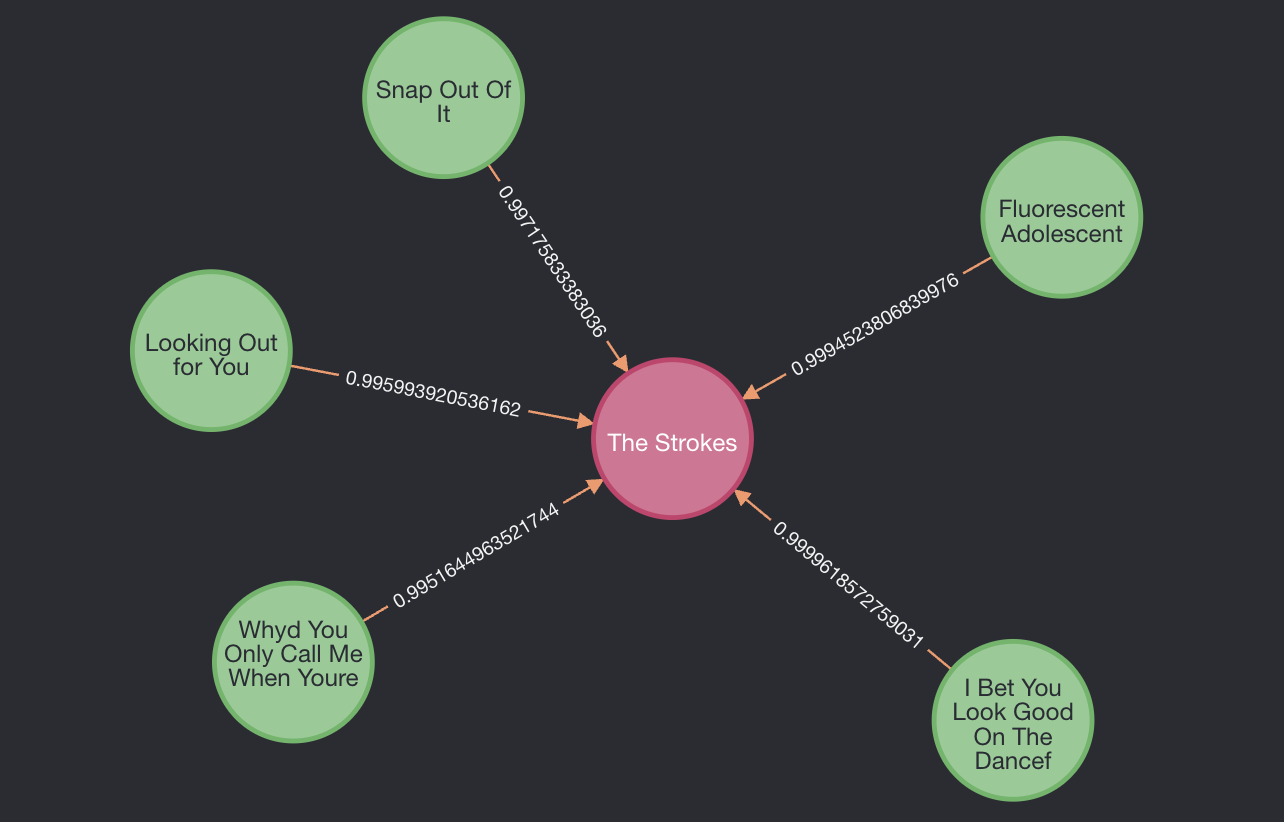 Snap Out Of
It
Fluorescent
Adolescent
0.99717583383036
0.9994523806839976
Looking Out
for You
0.995993920536162
The Strokes
0.9951644963521744
0.9999618572759031
Whyd You
Only Call Me
When Youre
I Bet You
Look Good
On The
Dancef